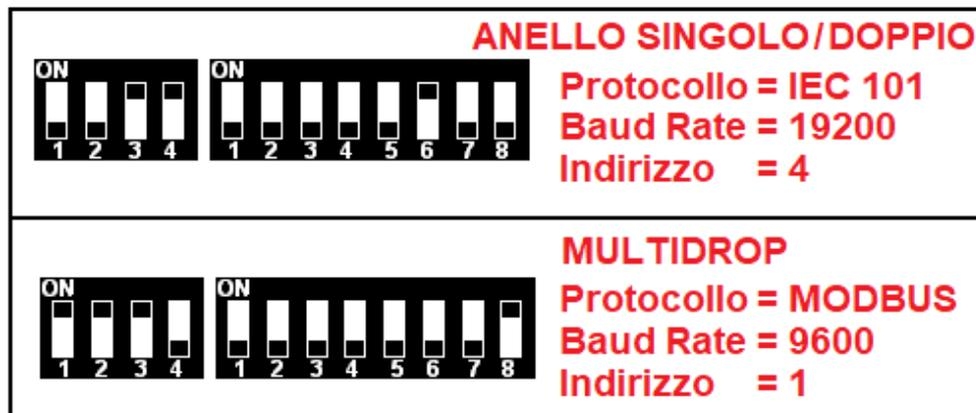 ANELLO SINGOLO/DOPPIO
ON ON
1 2 3 4 1 2 3 4 5 6 7 8
Protocollo = IEC 101
Baud Rate = 19200
Indirizzo = 4
MULTIDROP
ON ON
1 2 3 4 1 2 3 4 5 6 7 8
Protocollo = MODBUS
Baud Rate = 9600
Indirizzo = 1